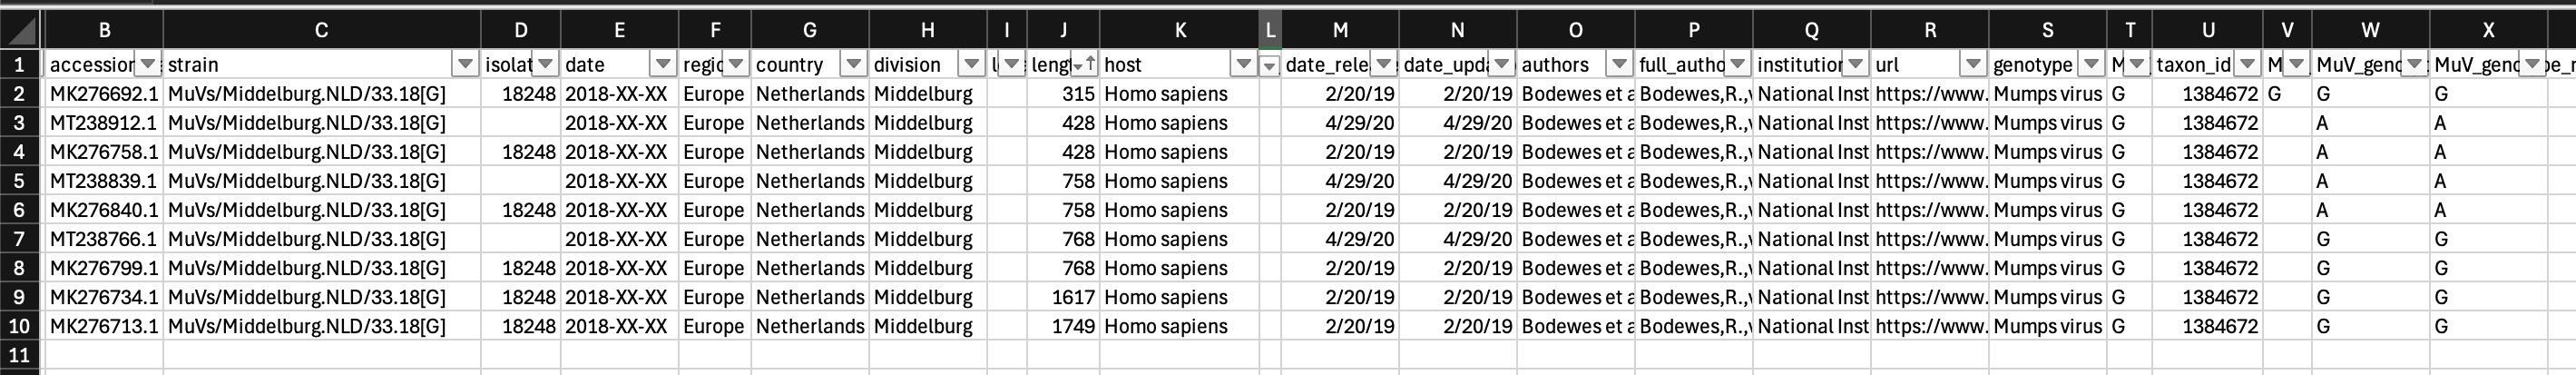 B C D E F G H I J K L M N O P Q R S T U V W X
1 accession strain isolat date regio country division l leng host date_rele date_upda authors full_autho institution url genotype M taxon_id M MuV_geno MuV_geno pe_r
2 MK276692.1 MuVs/Middelburg.NLD/33.18[G] 18248 2018-XX-XX Europe Netherlands Middelburg 315 Homo sapiens 2/20/19 2/20/19 Bodewes et a Bodewes,R.,v National Inst https://www. Mumps virus G 1384672 G G G
3 MT238912.1 MuVs/Middelburg.NLD/33.18[G] 2018-XX-XX Europe Netherlands Middelburg 428 Homo sapiens 4/29/20 4/29/20 Bodewes et a Bodewes,R.,v National Inst https://www. Mumps virus G 1384672 A A
4 MK276758.1 MuVs/Middelburg.NLD/33.18[G] 18248 2018-XX-XX Europe Netherlands Middelburg 428 Homo sapiens 2/20/19 2/20/19 Bodewes et a Bodewes,R.,v National Inst https://www. Mumps virus G 1384672 A A
5 MT238839.1 MuVs/Middelburg.NLD/33.18[G] 2018-XX-XX Europe Netherlands Middelburg 758 Homo sapiens 4/29/20 4/29/20 Bodewes et a Bodewes,R.,v National Inst https://www. Mumps virus G 1384672 A A
6 MK276840.1 MuVs/Middelburg.NLD/33.18[G] 18248 2018-XX-XX Europe Netherlands Middelburg 758 Homo sapiens 2/20/19 2/20/19 Bodewes et a Bodewes,R.,v National Inst https://www. Mumps virus G 1384672 A A
7 MT238766.1 MuVs/Middelburg.NLD/33.18[G] 2018-XX-XX Europe Netherlands Middelburg 768 Homo sapiens 4/29/20 4/29/20 Bodewes et a Bodewes,R.,v National Inst https://www. Mumps virus G 1384672 G G
8 MK276799.1 MuVs/Middelburg.NLD/33.18[G] 18248 2018-XX-XX Europe Netherlands Middelburg 768 Homo sapiens 2/20/19 2/20/19 Bodewes et a Bodewes,R.,v National Inst https://www. Mumps virus G 1384672 G G
9 MK276734.1 MuVs/Middelburg.NLD/33.18[G] 18248 2018-XX-XX Europe Netherlands Middelburg 1617 Homo sapiens 2/20/19 2/20/19 Bodewes et a Bodewes,R.,v National Inst https://www. Mumps virus G 1384672 G G
10 MK276713.1 MuVs/Middelburg.NLD/33.18[G] 18248 2018-XX-XX Europe Netherlands Middelburg 1749 Homo sapiens 2/20/19 2/20/19 Bodewes et a Bodewes,R.,v National Inst https://www. Mumps virus G 1384672 G G
11